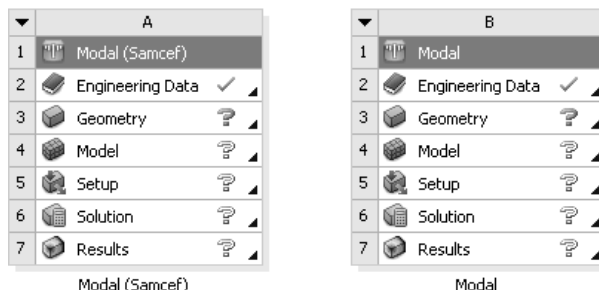 A
1 Modal (Samcef)
2 Engineering Data
3 Geometry
4 Model
5 Setup
6 Solution
7 Results
Modal (Samcef)
B
1 Modal
2 Engineering Data
3 Geometry
4 Model
5 Setup
6 Solution
7 Results
Modal